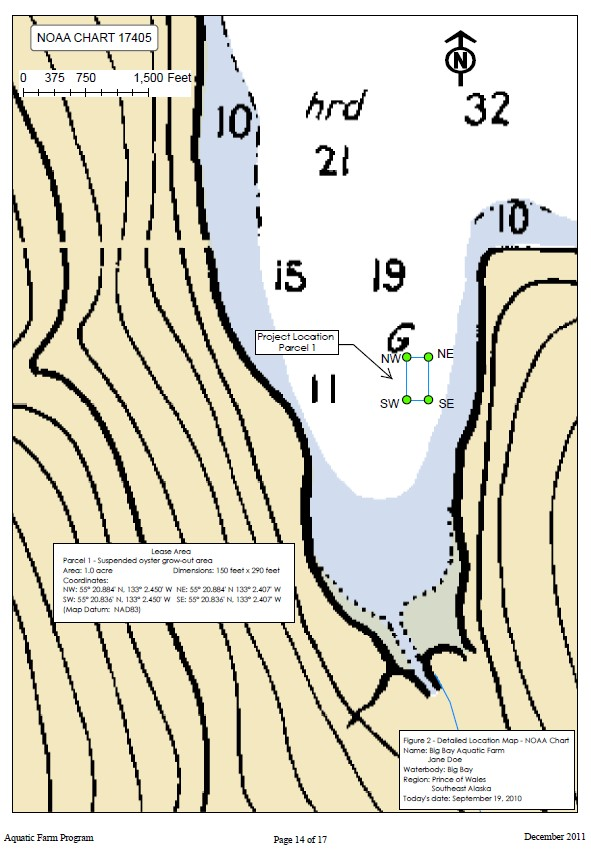 NOAA CHART 17405
0 375 750 1,500 Feet
N
hrd
32
10
21
10
15 19
G
Project Location
Parcel 1
NW NE
11
SW SE
Lease Area
Parcel 1 - Suspended oyster grow-out area
Area: 1.0 acre Dimensions: 150 feet x 290 feet
Coordinates:
NW: 55° 20.884' N, 133° 2.450' W NE: 55° 20.884' N 133° 2.407' W
SW: 55° 20.836' N, 133° 2.450' W SE: 55° 20.836' N, 133° 2.407' W
(Map Datum: NAD83)
Figure 2 - Detailed Location Map - NOAA Chart
Name: Big Bay Aquatic Farm
Jane Doe
Waterbody: Big Bay
Region: Prince of Wales
Southeast Alaska
Today's date: September 19, 2010
Aquatic Farm Program Page 14 of 17 December 2011